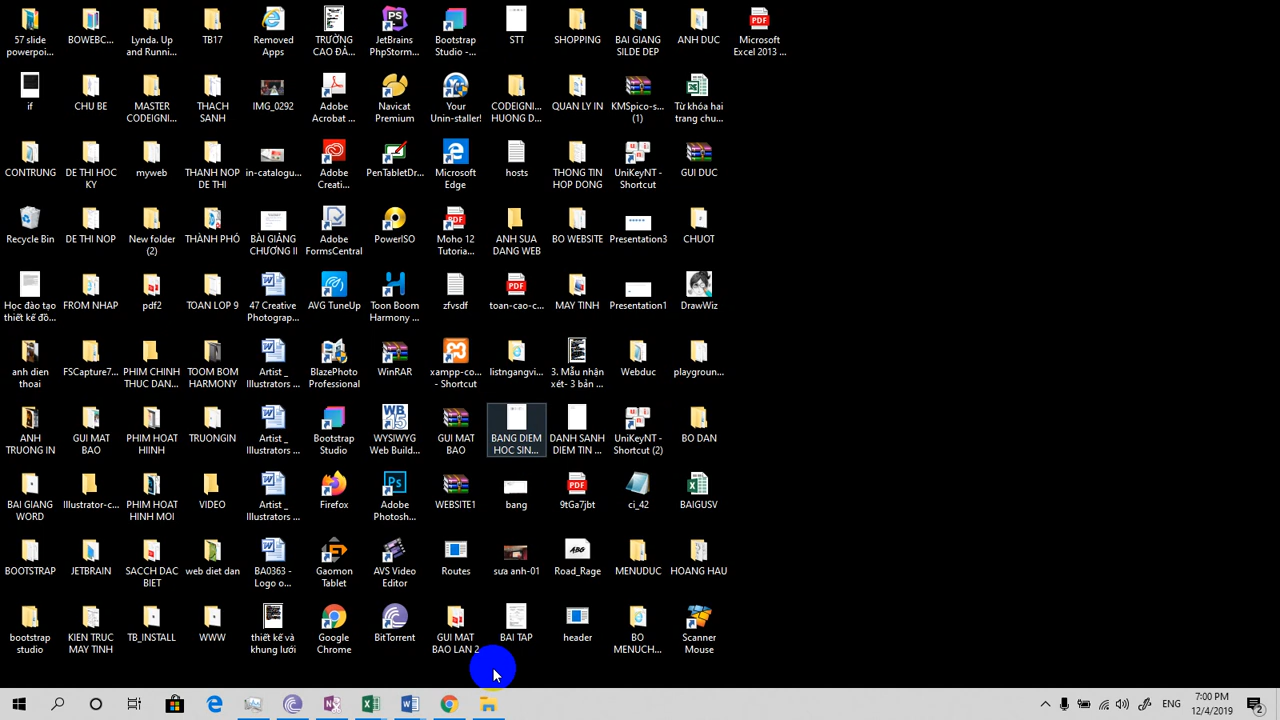 57 slide
powerpoi...
BOWEBC...
Lynda. Up
and Runni...
TB17
Removed
Apps
TRƯỜNG
CAO ĐẲ...
JetBrains
PhpStorm...
Bootstrap
Studio -...
STT
SHOPPING
BAI GIANG
SILDE DEP
ANH DUC
Microsoft
Excel 2013 ...
if
CHU BE
MASTER
CODEIGNI...
THACH
SANH
IMG_0292
Adobe
Acrobat ...
Navicat
Premium
Your
Unin-staller!
CODEIGNI...
HUONG D...
QUAN LY IN
KMSpico-s...
(1)
Từ khóa hai
trang chu...
CONTRUNG
DE THI HOC
KY
myweb
THANH NOP
DE THI
in-catalogu...
Adobe
Creati...
PenTabletDr...
Microsoft
Edge
hosts
THONG TIN
HOP DONG
UniKeyNT -
Shortcut
GUI DUC
Recycle Bin
DE THI NOP
New folder
(2)
THÀNH PHỐ
BÀI GIẢNG
CHƯƠNG II
Adobe
FormsCentral
PowerISO
Moho 12
Tutoria...
ANH SUA
DANG WEB
BO WEBSITE
Presentation3
CHUOT
Học đào tạo
thiết kế đồ...
FROM NHAP
pdf2
TOAN LOP 9
47 Creative
Photograp...
AVG TuneUp
Toon Boom
Harmony ...
zfvsdf
toan-cao-c...
MAY TINH
Presentation1
DrawWiz
anh dien
thoai
FSCapture7...
PHIM CHINH
THUC DAN...
TOOM BOM
HARMONY
Artist _
Illustrators ...
BlazePhoto
Professional
WinRAR
xampp-co...
- Shortcut
listngangvi...
3. Mẫu nhận
xét- 3 bản ...
Webduc
playgroun...
ANH
TRUONG IN
GUI MAT
BAO
PHIM HOAT
HIINH
TRUONGIN
Artist _
Illustrators ...
Bootstrap
Studio
WYSIWYG
Web Build...
GUI MAT
BAO
BANG DIEM
HOC SIN...
DANH SANH
DIEM TIN ...
UniKeyNT -
Shortcut (2)
BO DAN
BAI GIANG
WORD
Illustrator-c...
PHIM HOAT
HINH MOI
VIDEO
Artist _
Illustrators ...
Firefox
Adobe
Photosh...
WEBSITE1
bang
9tGa7jbt
ci_42
BAIGUSV
BOOTSTRAP
JETBRAIN
SACCH DAC
BIET
web diet dan
BA0363 -
Logo o...
Gaomon
Tablet
AVS Video
Editor
Routes
sưa anh-01
Road_Rage
MENUDUC
HOANG HAU
bootstrap
studio
KIEN TRUC
MAY TINH
TB_INSTALL
WWW
thiết kế và
khung lưới
Google
Chrome
BitTorrent
GUI MAT
BAO LAN 2
BAI TAP
header
BO
MENUCH...
Scanner
Mouse
ENG
7:00 PM
12/4/2019
2